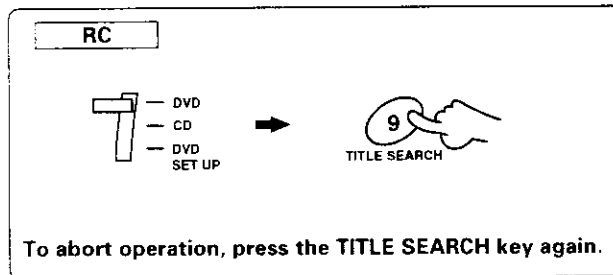 RC
DVD
CD
DVD
SET UP
9
TITLE SEARCH
To abort operation, press the TITLE SEARCH key again.